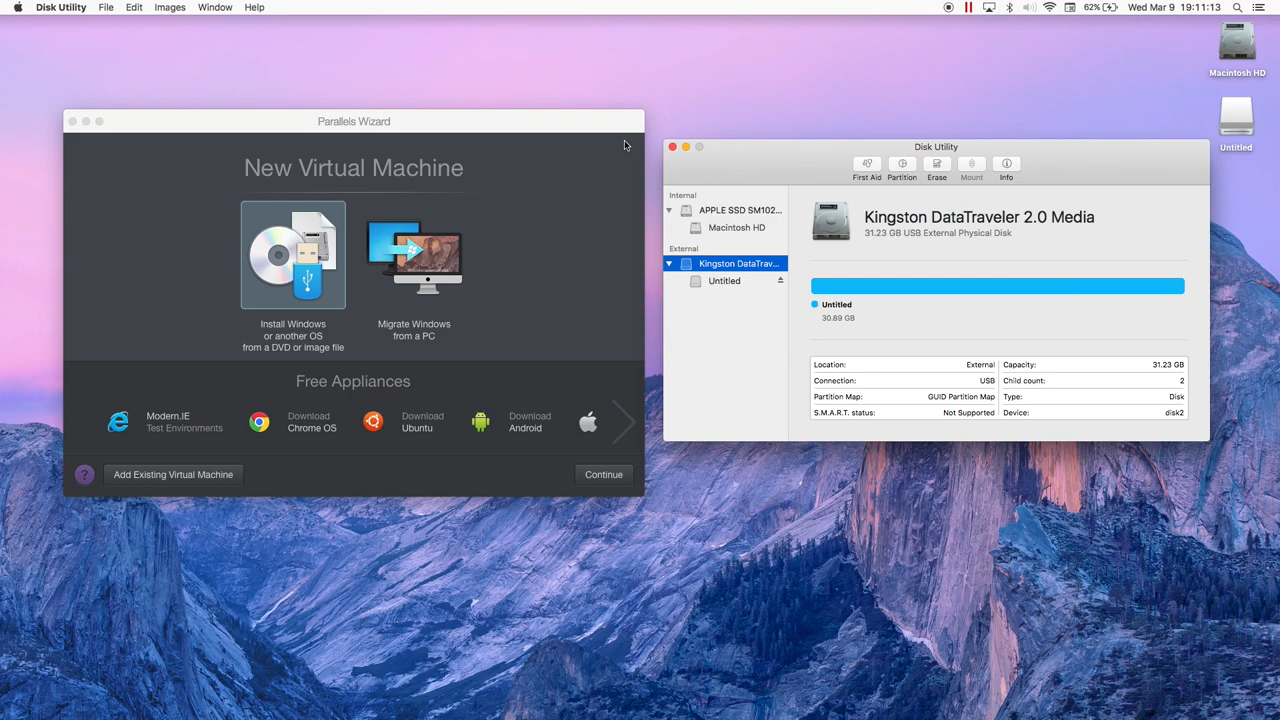 Disk Utility File Edit Images Window Help
62% Wed Mar 9 19:11:13
Macintosh HD
Untitled
Parallels Wizard
New Virtual Machine
Install Windows
or another OS
from a DVD or image file
Migrate Windows
from a PC
Free Appliances
Modern.IE
Test Environments
Download
Chrome OS
Download
Ubuntu
Download
Android
?
Add Existing Virtual Machine
Continue
Disk Utility
First Aid Partition Erase Mount Info
Internal
APPLE SSD SM102...
Macintosh HD
External
Kingston DataTrav...
Untitled
Kingston DataTraveler 2.0 Media
31.23 GB USB External Physical Disk
Untitled
30.89 GB
Location: External Capacity: 31.23 GB
Connection: USB Child count: 2
Partition Map: GUID Partition Map Type: Disk
S.M.A.R.T. status: Not Supported Device: disk2